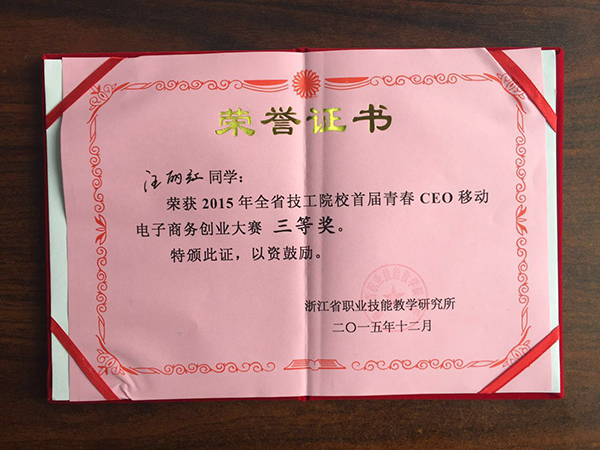 荣誉证书
汪丽红同学：
荣获 2015 年全省技工院校首届青春 CEO 移动
电子商务创业大赛 三等奖。
特颁此证，以资鼓励。
浙江省职业技能教学研究所
二〇一五年十二月